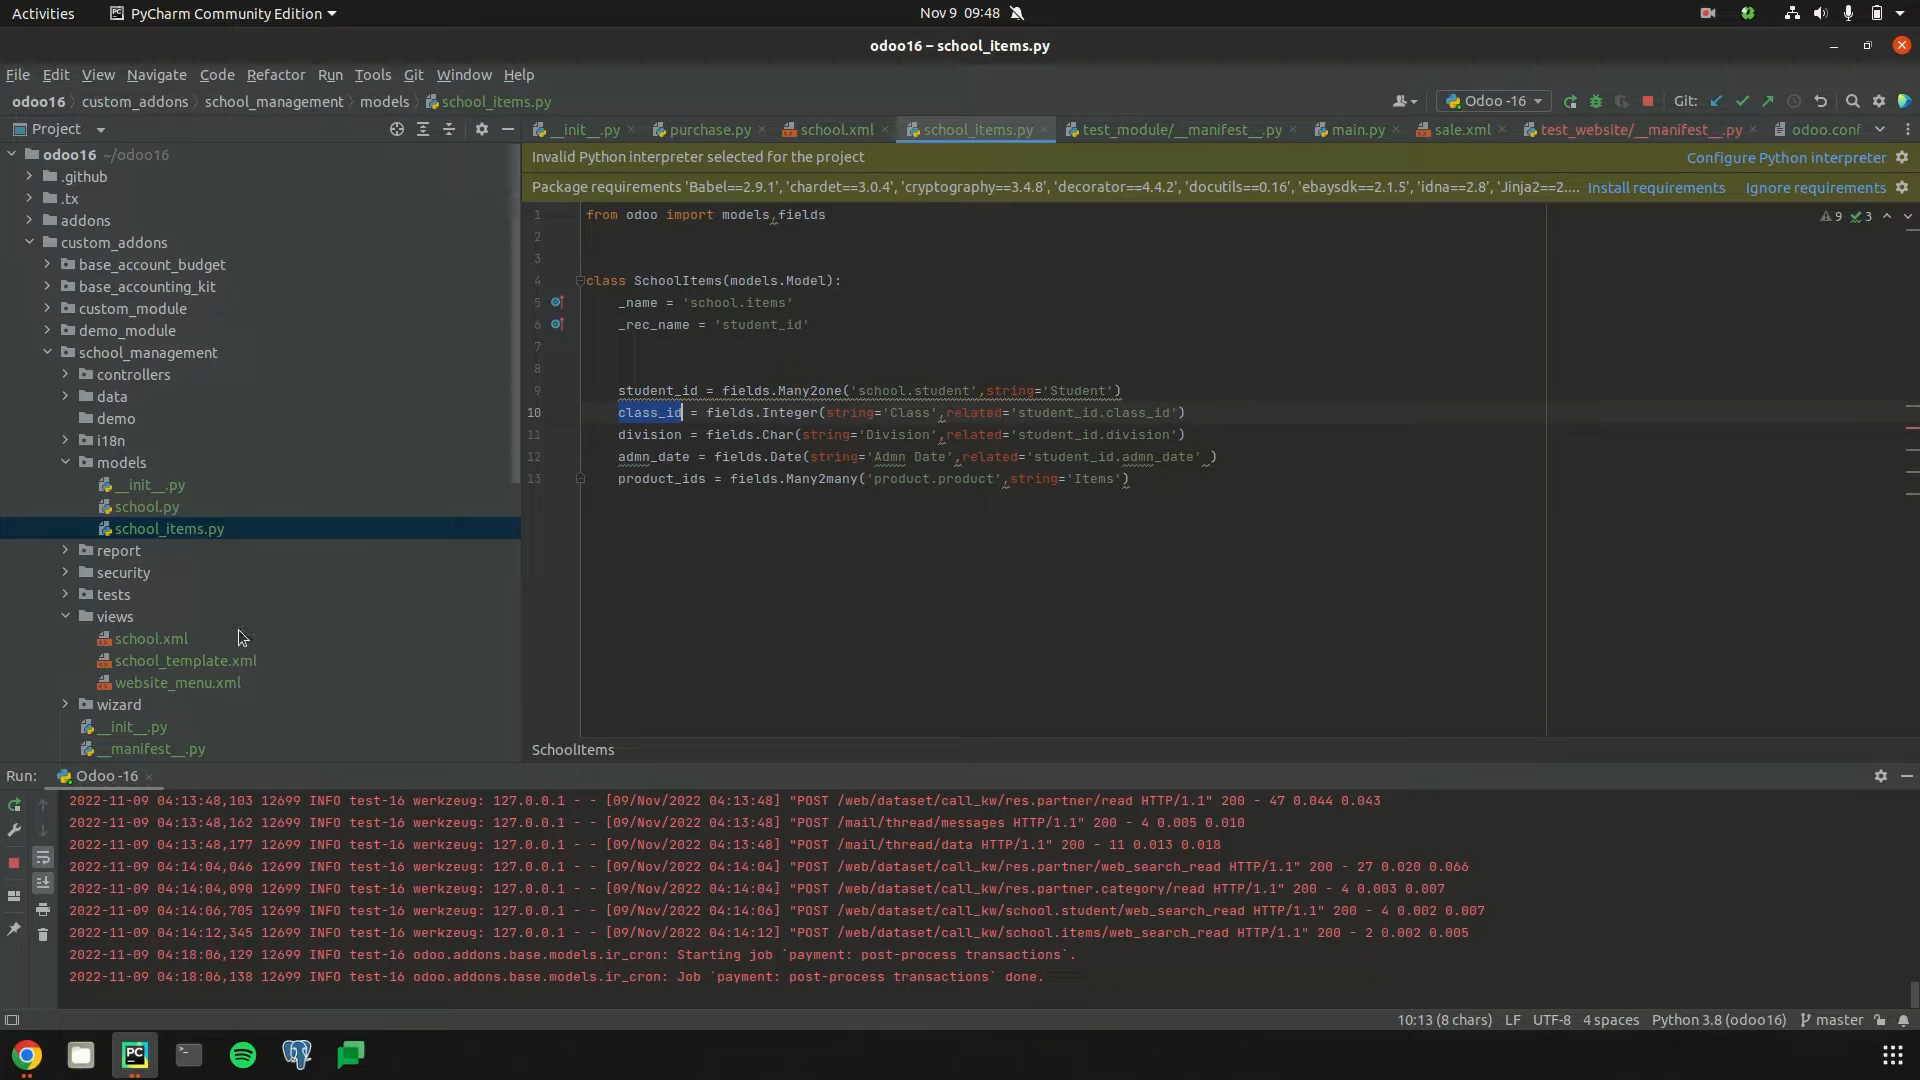 Activities
PyCharm Community Edition
Nov 9 09:48
odoo16 – school_items.py
File Edit View Navigate Code Refactor Run Tools Git Window Help
odoo16 custom_addons school_management models school_items.py
Odoo -16
Git:
Project
__init__.py purchase.py school.xml school_items.py test_module/__manifest__.py main.py sale.xml test_website/__manifest__.py odoo.conf
Invalid Python interpreter selected for the project
Configure Python interpreter
Package requirements 'Babel==2.9.1', 'chardet==3.0.4', 'cryptography==3.4.8', 'decorator==4.4.2', 'docutils==0.16', 'ebaysdk==2.1.5', 'idna==2.8', 'Jinja2==2....
Install requirements Ignore requirements
odoo16 ~/odoo16
.github
.tx
addons
custom_addons
base_account_budget
base_accounting_kit
custom_module
demo_module
school_management
controllers
data
demo
i18n
models
__init__.py
school.py
school_items.py
report
security
tests
views
school.xml
school_template.xml
website_menu.xml
wizard
__init__.py
__manifest__.py
1 from odoo import models,fields
9 3
2
3
4 class SchoolItems(models.Model):
5 _name = 'school.items'
6 _rec_name = 'student_id'
7
8
9 student_id = fields.Many2one('school.student',string='Student')
10 class_id = fields.Integer(string='Class',related='student_id.class_id')
11 division = fields.Char(string='Division',related='student_id.division')
12 admn_date = fields.Date(string='Admn Date',related='student_id.admn_date' )
13 product_ids = fields.Many2many('product.product',string='Items')
SchoolItems
Run: Odoo -16
2022-11-09 04:13:48,103 12699 INFO test-16 werkzeug: 127.0.0.1 - - [09/Nov/2022 04:13:48] "POST /web/dataset/call_kw/res.partner/read HTTP/1.1" 200 - 47 0.044 0.043
2022-11-09 04:13:48,162 12699 INFO test-16 werkzeug: 127.0.0.1 - - [09/Nov/2022 04:13:48] "POST /mail/thread/messages HTTP/1.1" 200 - 4 0.005 0.010
2022-11-09 04:13:48,177 12699 INFO test-16 werkzeug: 127.0.0.1 - - [09/Nov/2022 04:13:48] "POST /mail/thread/data HTTP/1.1" 200 - 11 0.013 0.018
2022-11-09 04:14:04,046 12699 INFO test-16 werkzeug: 127.0.0.1 - - [09/Nov/2022 04:14:04] "POST /web/dataset/call_kw/res.partner/web_search_read HTTP/1.1" 200 - 27 0.020 0.066
2022-11-09 04:14:04,090 12699 INFO test-16 werkzeug: 127.0.0.1 - - [09/Nov/2022 04:14:04] "POST /web/dataset/call_kw/res.partner.category/read HTTP/1.1" 200 - 4 0.003 0.007
2022-11-09 04:14:06,705 12699 INFO test-16 werkzeug: 127.0.0.1 - - [09/Nov/2022 04:14:06] "POST /web/dataset/call_kw/school.student/web_search_read HTTP/1.1" 200 - 4 0.002 0.007
2022-11-09 04:14:12,345 12699 INFO test-16 werkzeug: 127.0.0.1 - - [09/Nov/2022 04:14:12] "POST /web/dataset/call_kw/school.items/web_search_read HTTP/1.1" 200 - 2 0.002 0.005
2022-11-09 04:18:06,129 12699 INFO test-16 odoo.addons.base.models.ir_cron: Starting job `payment: post-process transactions`.
2022-11-09 04:18:06,138 12699 INFO test-16 odoo.addons.base.models.ir_cron: Job `payment: post-process transactions` done.
10:13 (8 chars) LF UTF-8 4 spaces Python 3.8 (odoo16) master
PC